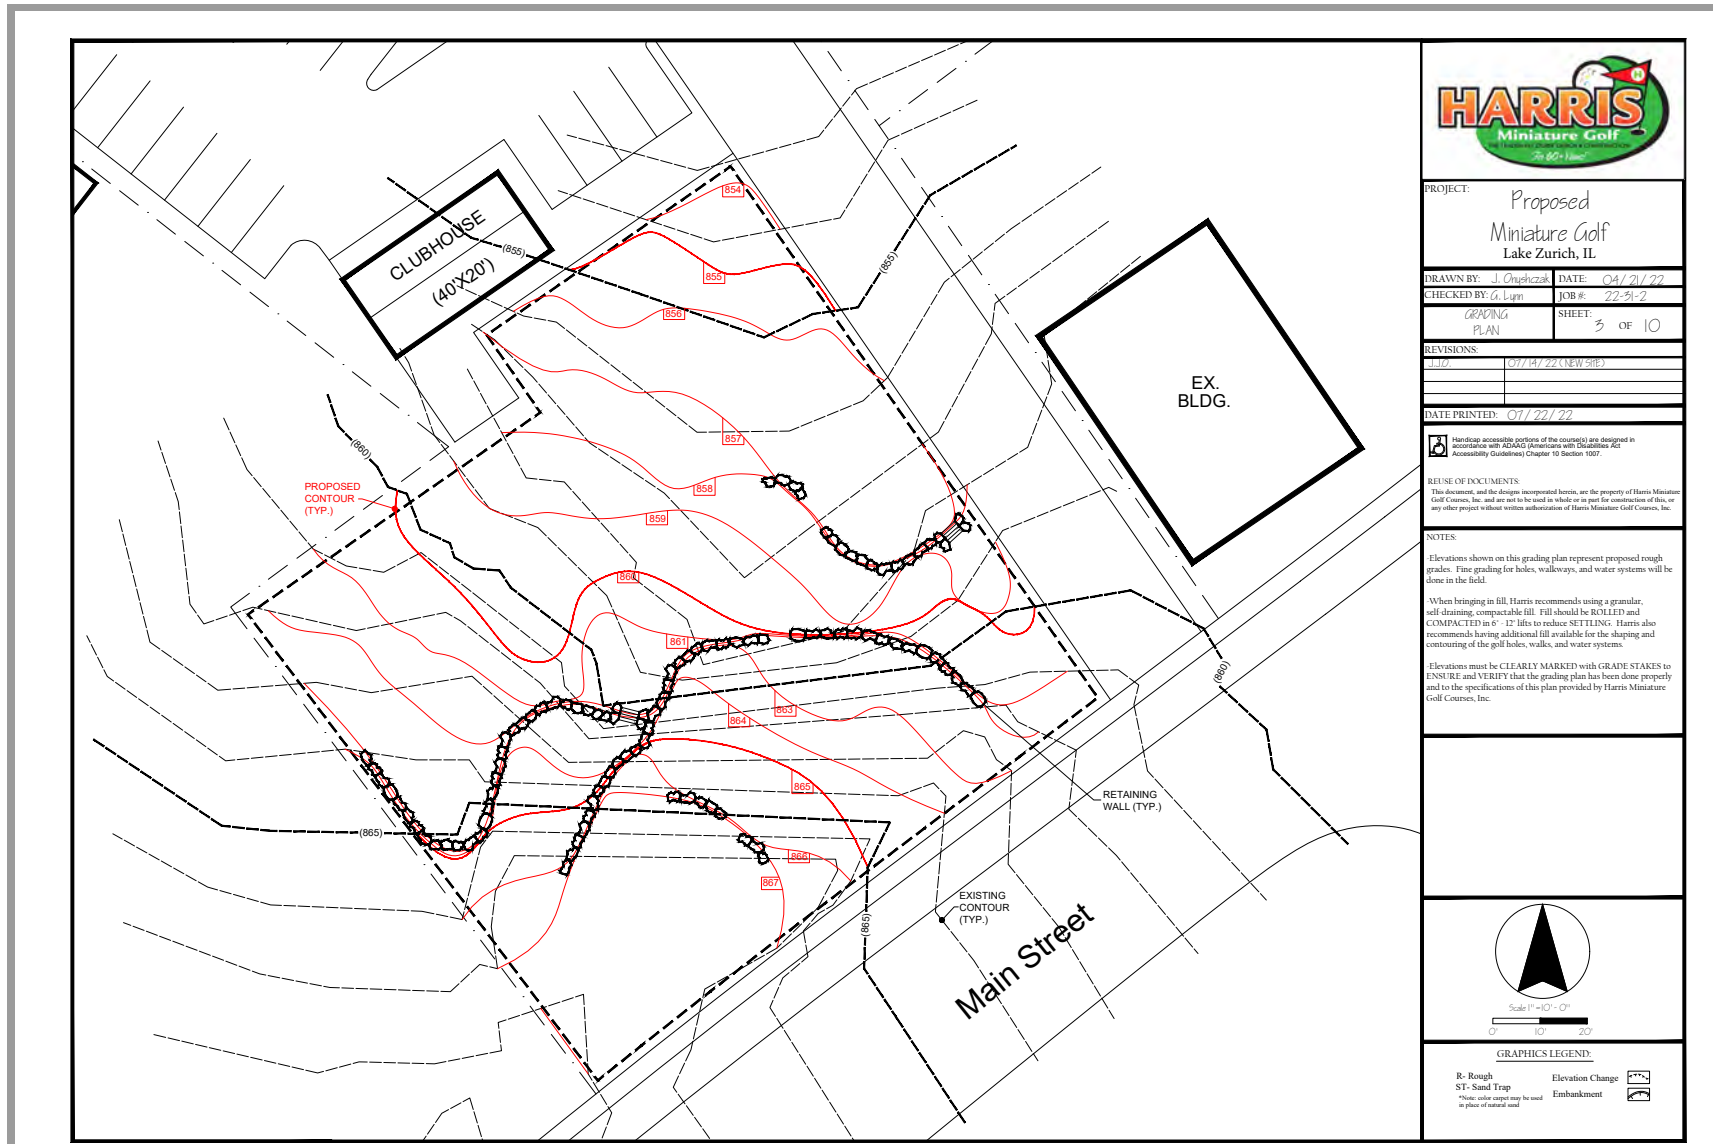 CLUBHOUSE
(40'X20')
(855)
(855)
854
855
856
857
858
859
860
861
863
864
865
866
867
(860)
PROPOSED
CONTOUR
(TYP.)
(860)
(865)
(865)
EX.
BLDG.
RETAINING
WALL (TYP.)
EXISTING
CONTOUR
(TYP.)
Main Street
HARRIS
Miniature Golf
PROJECT:
Proposed
Miniature Golf
Lake Zurich, IL
DRAWN BY: J. Onushczak DATE: 04/21/22
CHECKED BY: G. Lynn JOB #: 22-31-2
GRADING
PLAN
SHEET:
3 OF 10
REVISIONS:
J.J.O. 07/14/22 (NEW SITE)
DATE PRINTED: 07/22/22
Handicap accessible portions of the course(s) are designed in
accordance with ADAAG (Americans with Disabilities Act
Accessibility Guidelines) Chapter 10 Section 1007.
REUSE OF DOCUMENTS:
This document, and the designs incorporated herein, are the property of Harris Miniature
Golf Courses, Inc. and are not to be used in whole or in part for construction of this, or
any other project without written authorization of Harris Miniature Golf Courses, Inc.
NOTES:
-Elevations shown on this grading plan represent proposed rough
grades. Fine grading for holes, walkways, and water systems will be
done in the field.
-When bringing in fill, Harris recommends using a granular,
self-draining, compactable fill. Fill should be ROLLED and
COMPACTED in 6" - 12" lifts to reduce SETTLING. Harris also
recommends having additional fill available for the shaping and
contouring of the golf holes, walks, and water systems.
-Elevations must be CLEARLY MARKED with GRADE STAKES to
ENSURE and VERIFY that the grading plan has been done properly
and to the specifications of this plan provided by Harris Miniature
Golf Courses, Inc.
Scale 1" = 10' - 0"
0' 10' 20'
GRAPHICS LEGEND:
R- Rough
ST- Sand Trap
*Note: color carpet may be used
in place of natural sand
Elevation Change
Embankment